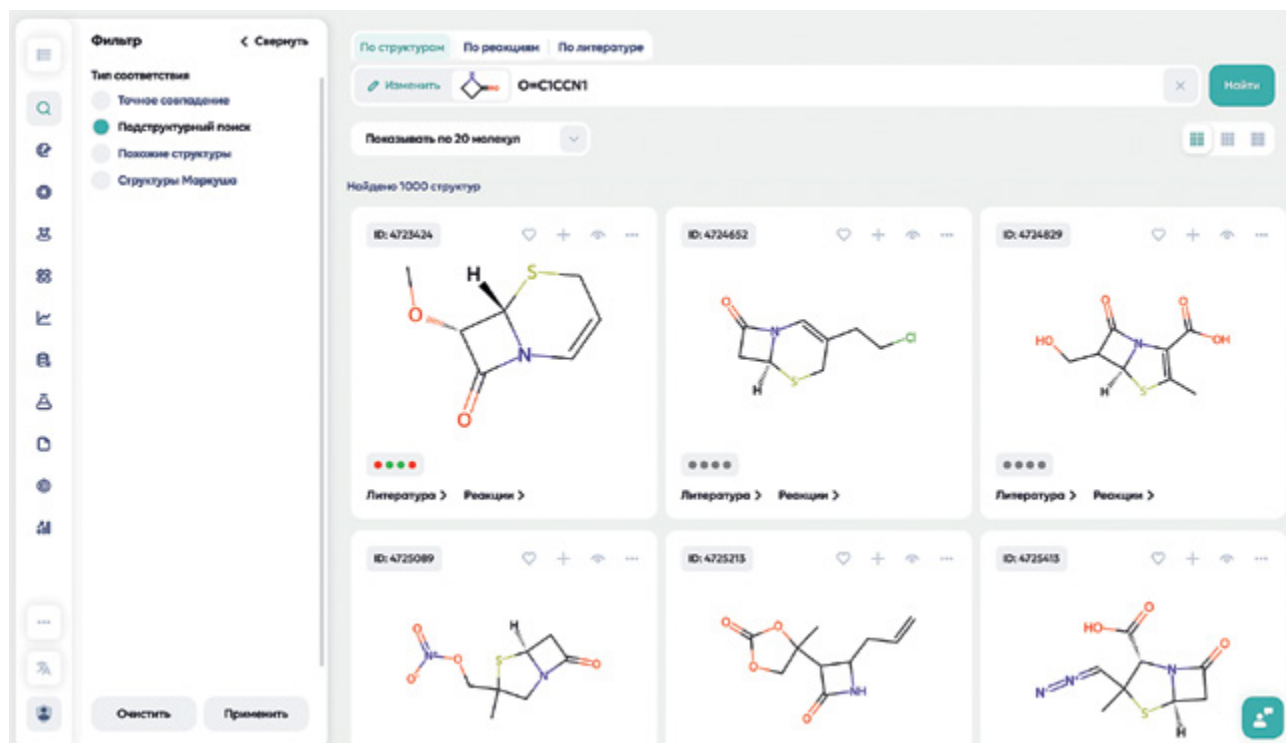 Фильтр
Свернуть
Тип соответствия
Точное совпадение
Подструктурный поиск
Похожие структуры
Структуры Маркуша
Очистить
Применить
По структурам
По реакциям
По литературе
Изменить
O=C1CCN1
Найти
Показывать по 20 молекул
Найдено 1000 структур
ID: 4723424
H
S
O
N
O
Литература
Реакции
ID: 4724652
O
N
Cl
S
H
Литература
Реакции
ID: 4724829
O
O
HO
N
OH
S
H
Литература
Реакции
ID: 4725089
O
N+
O
O-
H
S
N
O
ID: 4725213
O
O
O
NH
O
ID: 4725413
O
HO
O
N
N=N
S
H